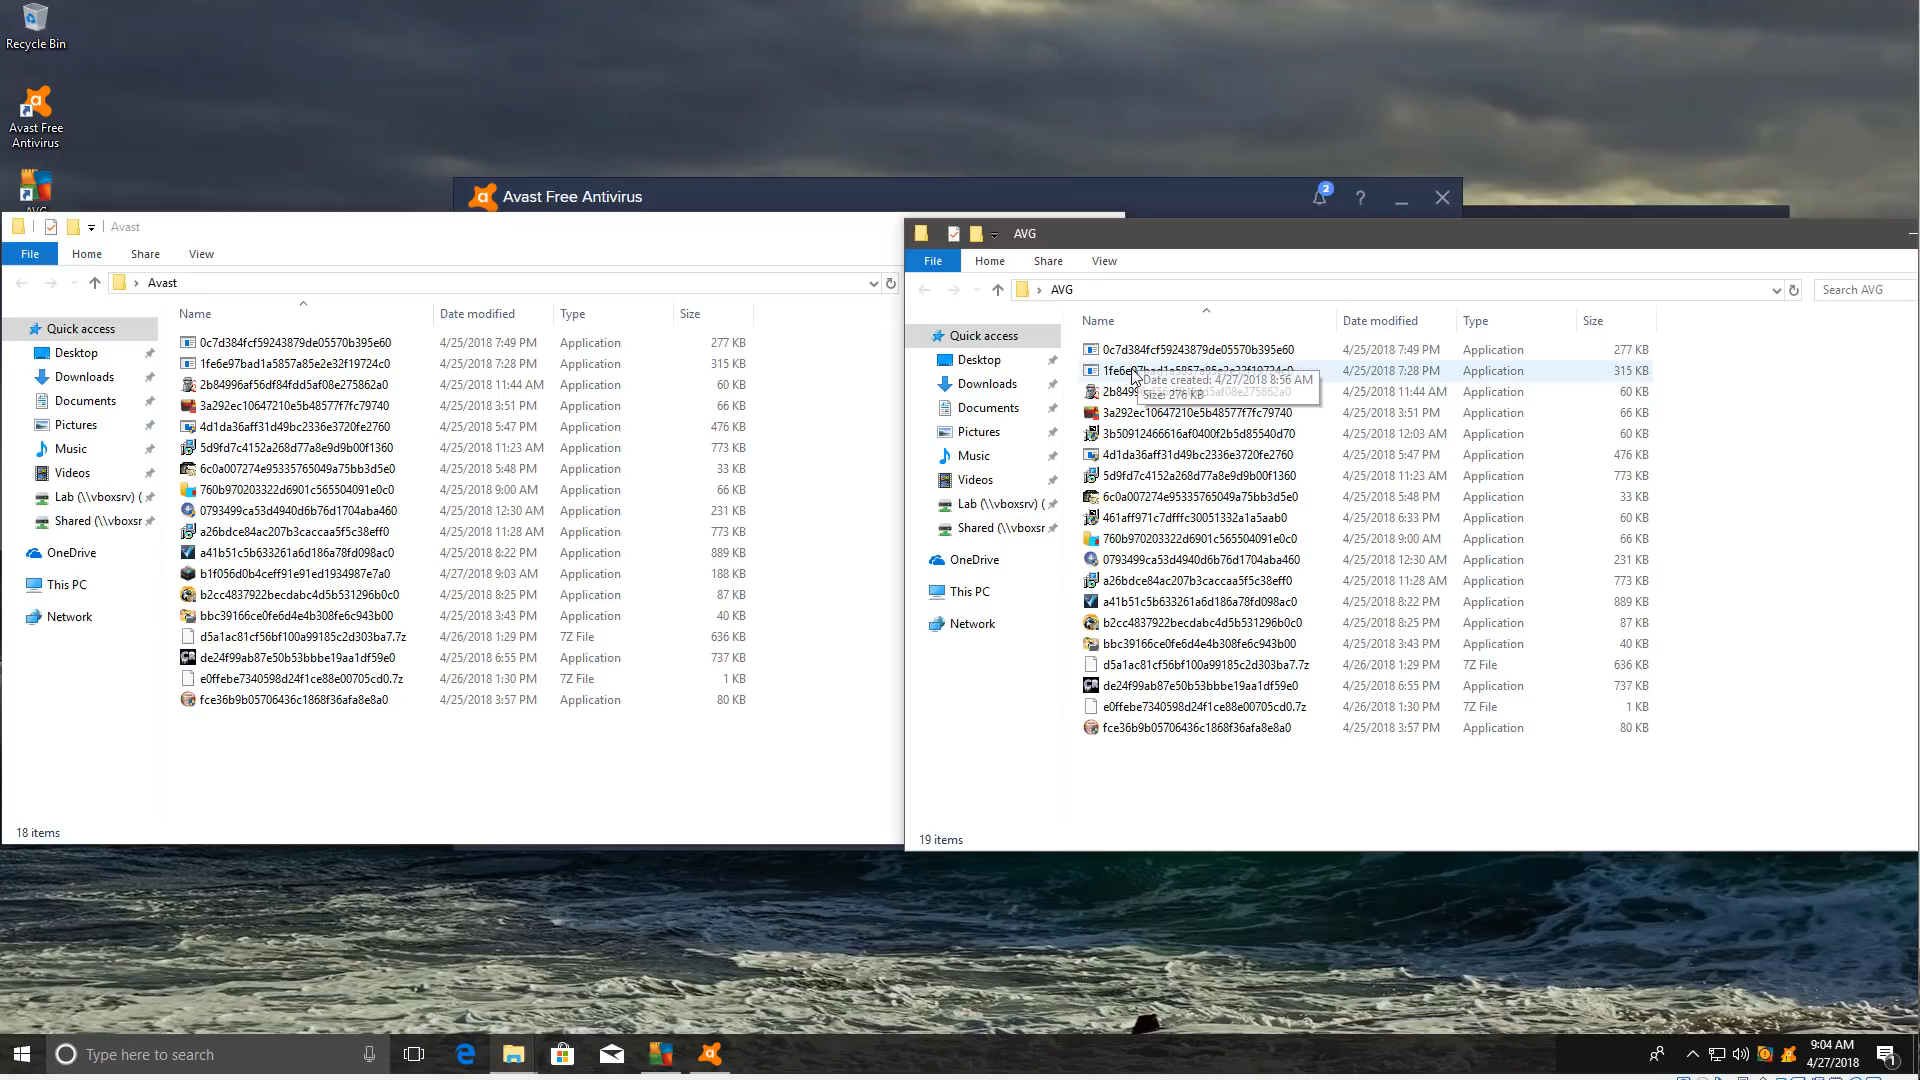 Recycle Bin
Avast Free
Antivirus
AVG
Avast Free Antivirus
2
?
Avast
File
Home
Share
View
Avast
Quick access
Desktop
Downloads
Documents
Pictures
Music
Videos
Lab (\\vboxsrv) (
Shared (\\vboxsr
OneDrive
This PC
Network
Name Date modified Type Size
0c7d384fcf59243879de05570b395e60 4/25/2018 7:49 PM Application 277 KB
1fe6e97bad1a5857a85e2e32f19724c0 4/25/2018 7:28 PM Application 315 KB
2b84996af56df84fdd5af08e275862a0 4/25/2018 11:44 AM Application 60 KB
3a292ec10647210e5b48577f7fc79740 4/25/2018 3:51 PM Application 66 KB
4d1da36aff31d49bc2336e3720fe2760 4/25/2018 5:47 PM Application 476 KB
5d9fd7c4152a268d77a8e9d9b00f1360 4/25/2018 11:23 AM Application 773 KB
6c0a007274e95335765049a75bb3d5e0 4/25/2018 5:48 PM Application 33 KB
760b970203322d6901c565504091e0c0 4/25/2018 9:00 AM Application 66 KB
0793499ca53d4940d6b76d1704aba460 4/25/2018 12:30 AM Application 231 KB
a26bdce84ac207b3caccaa5f5c38eff0 4/25/2018 11:28 AM Application 773 KB
a41b51c5b633261a6d186a78fd098ac0 4/25/2018 8:22 PM Application 889 KB
b1f056d0b4ceff91e91ed1934987e7a0 4/27/2018 9:03 AM Application 188 KB
b2cc4837922becdabc4d5b531296b0c0 4/25/2018 8:25 PM Application 87 KB
bbc39166ce0fe6d4e4b308fe6c943b00 4/25/2018 3:43 PM Application 40 KB
d5a1ac81cf56bf100a99185c2d303ba7.7z 4/26/2018 1:29 PM 7Z File 636 KB
de24f99ab87e50b53bbbe19aa1df59e0 4/25/2018 6:55 PM Application 737 KB
e0ffebe7340598d24f1ce88e00705cd0.7z 4/26/2018 1:30 PM 7Z File 1 KB
fce36b9b05706436c1868f36afa8e8a0 4/25/2018 3:57 PM Application 80 KB
18 items
AVG
File
Home
Share
View
AVG
Search AVG
Quick access
Desktop
Downloads
Documents
Pictures
Music
Videos
Lab (\\vboxsrv) (
Shared (\\vboxsr
OneDrive
This PC
Network
Name Date modified Type Size
0c7d384fcf59243879de05570b395e60 4/25/2018 7:49 PM Application 277 KB
4/25/2018 7:28 PM Application 315 KB
Date created: 4/27/2018 8:56 AM
Size: 276 KB
4/25/2018 11:44 AM Application 60 KB
3a292ec10647210e5b48577f7fc79740 4/25/2018 3:51 PM Application 66 KB
3b50912466616af0400f2b5d85540d70 4/25/2018 12:03 AM Application 60 KB
4d1da36aff31d49bc2336e3720fe2760 4/25/2018 5:47 PM Application 476 KB
5d9fd7c4152a268d77a8e9d9b00f1360 4/25/2018 11:23 AM Application 773 KB
6c0a007274e95335765049a75bb3d5e0 4/25/2018 5:48 PM Application 33 KB
461aff971c7dfffc30051332a1a5aab0 4/25/2018 6:33 PM Application 60 KB
760b970203322d6901c565504091e0c0 4/25/2018 9:00 AM Application 66 KB
0793499ca53d4940d6b76d1704aba460 4/25/2018 12:30 AM Application 231 KB
a26bdce84ac207b3caccaa5f5c38eff0 4/25/2018 11:28 AM Application 773 KB
a41b51c5b633261a6d186a78fd098ac0 4/25/2018 8:22 PM Application 889 KB
b2cc4837922becdabc4d5b531296b0c0 4/25/2018 8:25 PM Application 87 KB
bbc39166ce0fe6d4e4b308fe6c943b00 4/25/2018 3:43 PM Application 40 KB
d5a1ac81cf56bf100a99185c2d303ba7.7z 4/26/2018 1:29 PM 7Z File 636 KB
de24f99ab87e50b53bbbe19aa1df59e0 4/25/2018 6:55 PM Application 737 KB
e0ffebe7340598d24f1ce88e00705cd0.7z 4/26/2018 1:30 PM 7Z File 1 KB
fce36b9b05706436c1868f36afa8e8a0 4/25/2018 3:57 PM Application 80 KB
19 items
Type here to search
9:04 AM
4/27/2018
1